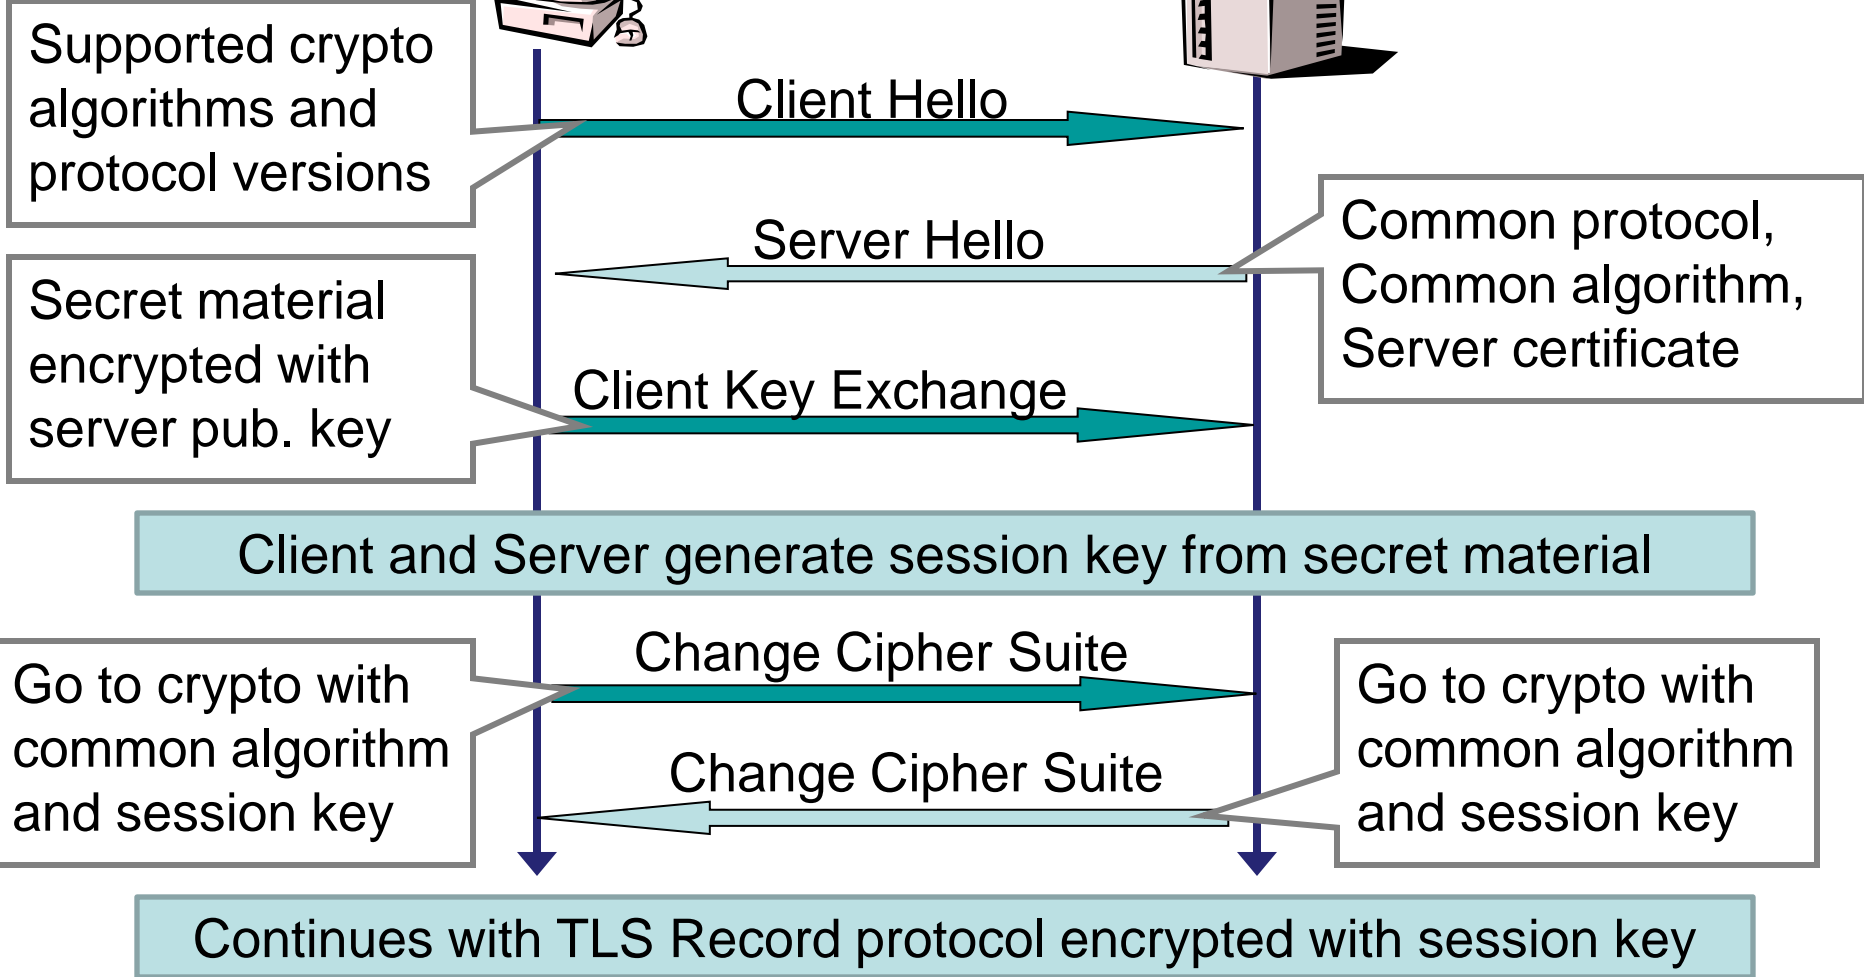 Supported crypto
algorithms and
protocol versions
Client Hello
Server Hello
Common protocol,
Common algorithm,
Server certificate
Secret material
encrypted with
server pub. key
Client Key Exchange
Client and Server generate session key from secret material
Change Cipher Suite
Go to crypto with
common algorithm
and session key
Change Cipher Suite
Go to crypto with
common algorithm
and session key
Continues with TLS Record protocol encrypted with session key